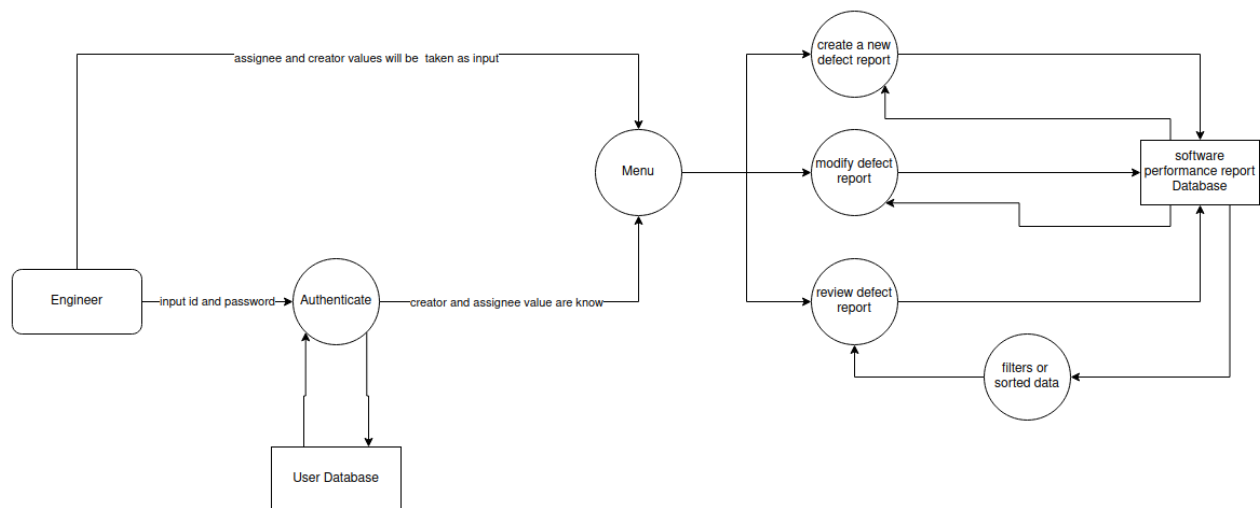 create a new
defect report
assignee and creator values will be  taken as input
Menu
modify defect
report
software
performance report
Database
Engineer
input id and password
Authenticate
creator and assignee value are know
review defect
report
filters or
sorted data
User Database